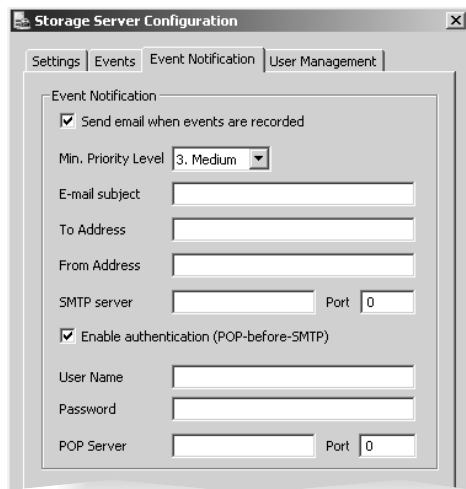 Storage Server Configuration
Settings Events Event Notification User Management
Event Notification
Send email when events are recorded
Min. Priority Level 3. Medium
E-mail subject
To Address
From Address
SMTP server Port 0
Enable authentication (POP-before-SMTP)
User Name
Password
POP Server Port 0